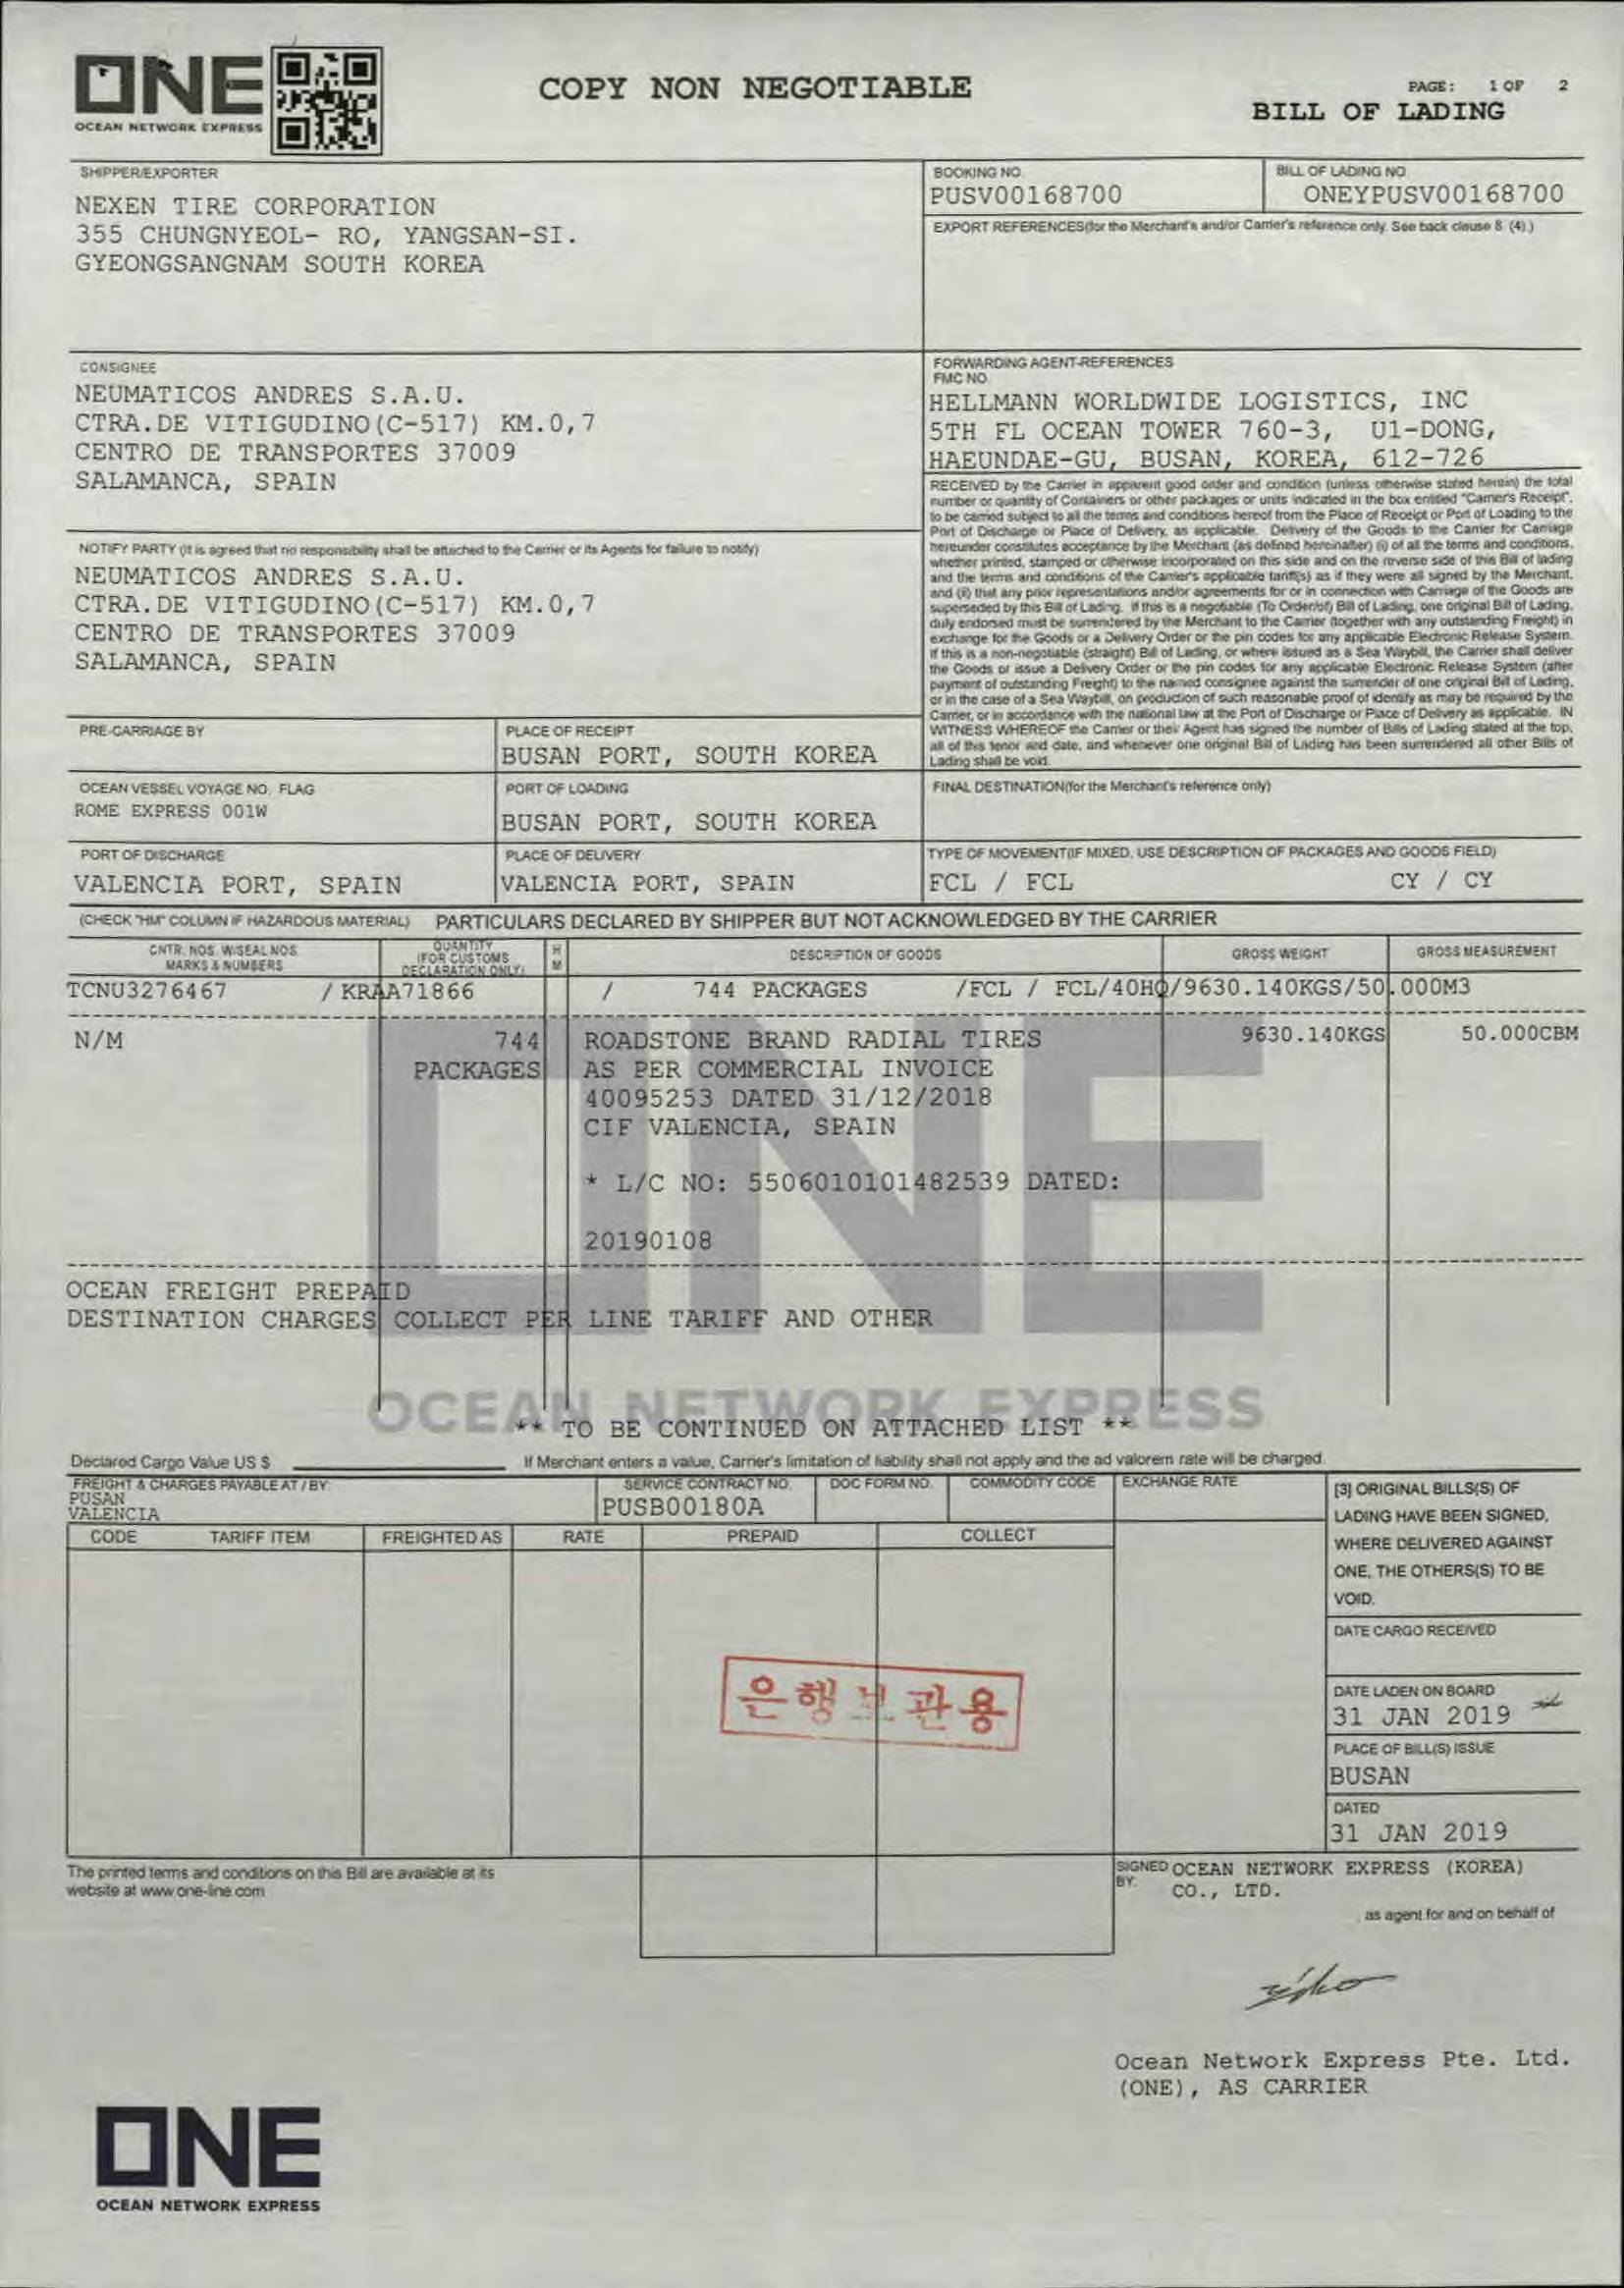 ONE
OCEAN NETWORK EXPRESS
COPY NON NEGOTIABLE
PAGE: 1 OF 2
BILL OF LADING
SHIPPER/EXPORTER
NEXEN TIRE CORPORATION
355 CHUNGNYEOL- RO, YANGSAN-SI.
GYEONGSANGNAM SOUTH KOREA
BOOKING NO.
PUSV00168700
BILL OF LADING NO.
ONEYPUSV00168700
EXPORT REFERENCES(for the Merchant's and/or Carrier's reference only. See back clause 8. (4).)
CONSIGNEE
NEUMATICOS ANDRES S.A.U.
CTRA.DE VITIGUDINO(C-517) KM.0,7
CENTRO DE TRANSPORTES 37009
SALAMANCA, SPAIN
FORWARDING AGENT-REFERENCES
FMC NO.
HELLMANN WORLDWIDE LOGISTICS, INC
5TH FL OCEAN TOWER 760-3, U1-DONG,
HAEUNDAE-GU, BUSAN, KOREA, 612-726
NOTIFY PARTY (It is agreed that no responsibility shall be attached to the Carrier or its Agents for failure to notify)
NEUMATICOS ANDRES S.A.U.
CTRA.DE VITIGUDINO(C-517) KM.0,7
CENTRO DE TRANSPORTES 37009
SALAMANCA, SPAIN
RECEIVED by the Carrier in apparent good order and condition (unless otherwise stated herein) the total
number or quantity of Containers or other packages or units indicated in the box entitled "Carrier's Receipt",
to be carried subject to all the terms and conditions hereof from the Place of Receipt or Port of Loading to the
Port of Discharge or Place of Delivery, as applicable. Delivery of the Goods to the Carrier for Carriage
hereunder constitutes acceptance by the Merchant (as defined hereinafter) (i) of all the terms and conditions,
whether printed, stamped or otherwise incorporated on this side and on the reverse side of this Bill of lading
and the terms and conditions of the Carrier's applicable tariff(s) as if they were all signed by the Merchant,
and (ii) that any prior representations and/or agreements for or in connection with Carriage of the Goods are
superseded by this Bill of Lading. If this is a negotiable (To Order/of) Bill of Lading, one original Bill of Lading,
duly endorsed must be surrendered by the Merchant to the Carrier (together with any outstanding Freight) in
exchange for the Goods or a Delivery Order or the pin codes for any applicable Electronic Release System.
If this is a non-negotiable (straight) Bill of Lading, or where issued as a Sea Waybill, the Carrier shall deliver
the Goods or issue a Delivery Order or the pin codes for any applicable Electronic Release System (after
payment of outstanding Freight) to the named consignee against the surrender of one original Bill of Lading,
or in the case of a Sea Waybill, on production of such reasonable proof of identify as may be required by the
Carrier, or in accordance with the national law at the Port of Discharge or Place of Delivery as applicable. IN
WITNESS WHEREOF the Carrier or their Agent has signed the number of Bills of Lading stated at the top,
all of this tenor and date, and whenever one original Bill of Lading has been surrendered all other Bills of
Lading shall be void.
PRE-CARRIAGE BY
PLACE OF RECEIPT
BUSAN PORT, SOUTH KOREA
OCEAN VESSEL VOYAGE NO. FLAG
ROME EXPRESS 001W
PORT OF LOADING
BUSAN PORT, SOUTH KOREA
FINAL DESTINATION(for the Merchant's reference only)
PORT OF DISCHARGE
VALENCIA PORT, SPAIN
PLACE OF DELIVERY
VALENCIA PORT, SPAIN
TYPE OF MOVEMENT(IF MIXED, USE DESCRIPTION OF PACKAGES AND GOODS FIELD)
FCL / FCL CY / CY
(CHECK "HM" COLUMN IF HAZARDOUS MATERIAL) PARTICULARS DECLARED BY SHIPPER BUT NOT ACKNOWLEDGED BY THE CARRIER
CNTR. NOS. W/SEAL NOS.
MARKS & NUMBERS
QUANTITY
(FOR CUSTOMS
DECLARATION ONLY)
H
M
DESCRIPTION OF GOODS
GROSS WEIGHT
GROSS MEASUREMENT
TCNU3276467 / KRAA71866 / 744 PACKAGES /FCL / FCL/40HQ/9630.140KGS/50.000M3
N/M 744 ROADSTONE BRAND RADIAL TIRES 9630.140KGS 50.000CBM
PACKAGES AS PER COMMERCIAL INVOICE
40095253 DATED 31/12/2018
CIF VALENCIA, SPAIN
* L/C NO: 5506010101482539 DATED:
20190108
OCEAN FREIGHT PREPAID
DESTINATION CHARGES COLLECT PER LINE TARIFF AND OTHER
ONE
OCEAN NETWORK EXPRESS
** TO BE CONTINUED ON ATTACHED LIST **
Declared Cargo Value US $ If Merchant enters a value, Carrier's limitation of liability shall not apply and the ad valorem rate will be charged.
FREIGHT & CHARGES PAYABLE AT / BY:
PUSAN
VALENCIA
SERVICE CONTRACT NO.
PUSB00180A
DOC FORM NO.
COMMODITY CODE
EXCHANGE RATE
CODE TARIFF ITEM FREIGHTED AS RATE PREPAID COLLECT
[3] ORIGINAL BILLS(S) OF
LADING HAVE BEEN SIGNED,
WHERE DELIVERED AGAINST
ONE, THE OTHERS(S) TO BE
VOID.
DATE CARGO RECEIVED
DATE LADEN ON BOARD
31 JAN 2019
은행보관용
PLACE OF BILL(S) ISSUE
BUSAN
DATED
31 JAN 2019
The printed terms and conditions on this Bill are available at its
website at www.one-line.com
SIGNED BY: OCEAN NETWORK EXPRESS (KOREA)
CO., LTD.
, as agent for and on behalf of
Ocean Network Express Pte. Ltd.
(ONE), AS CARRIER
ONE
OCEAN NETWORK EXPRESS